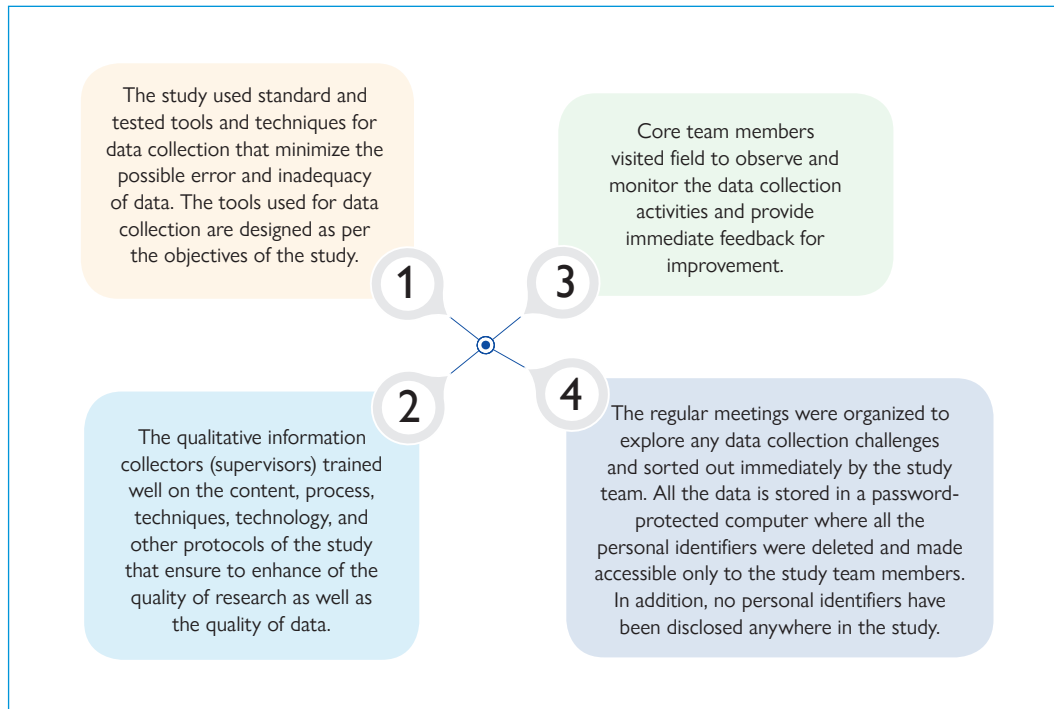 The study used standard and
tested tools and techniques for
data collection that minimize the
possible error and inadequacy
of data. The tools used for data
collection are designed as per
the objectives of the study.
1
The qualitative information
collectors (supervisors) trained
well on the content, process,
techniques, technology, and
other protocols of the study
that ensure to enhance of the
quality of research as well as
the quality of data.
2
Core team members
visited field to observe and
monitor the data collection
activities and provide
immediate feedback for
improvement.
3
The regular meetings were organized to
explore any data collection challenges
and sorted out immediately by the study
team. All the data is stored in a password-
protected computer where all the
personal identifiers were deleted and made
accessible only to the study team members.
In addition, no personal identifiers have
been disclosed anywhere in the study.
4